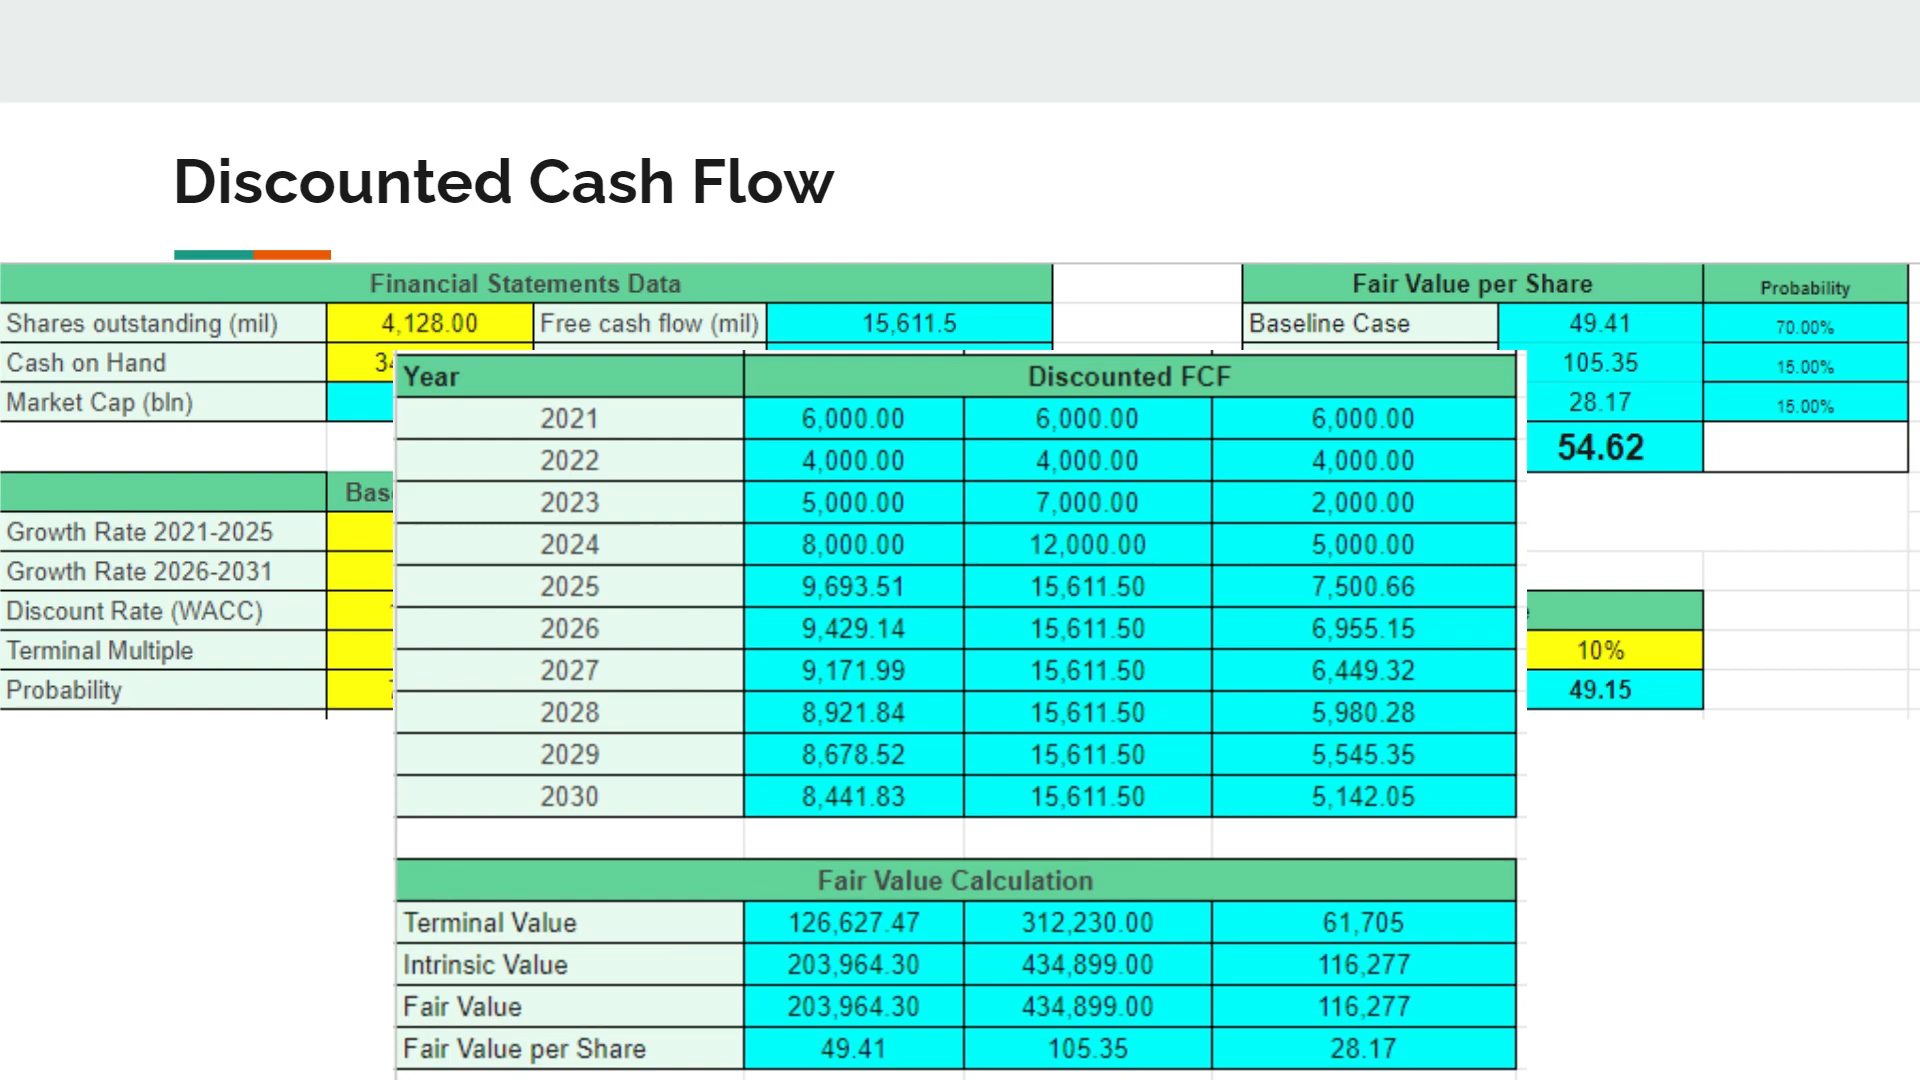 Discounted Cash Flow
Financial Statements Data
Fair Value per Share Probability
Shares outstanding (mil) 4,128.00 Free cash flow (mil) 15,611.5
Baseline Case 49.41 70.00%
Cash on Hand
105.35 15.00%
Market Cap (bln)
28.17 15.00%
54.62
Growth Rate 2021-2025
Growth Rate 2026-2031
Discount Rate (WACC)
Terminal Multiple
Probability
10%
49.15
Year Discounted FCF
2021 6,000.00 6,000.00 6,000.00
2022 4,000.00 4,000.00 4,000.00
2023 5,000.00 7,000.00 2,000.00
2024 8,000.00 12,000.00 5,000.00
2025 9,693.51 15,611.50 7,500.66
2026 9,429.14 15,611.50 6,955.15
2027 9,171.99 15,611.50 6,449.32
2028 8,921.84 15,611.50 5,980.28
2029 8,678.52 15,611.50 5,545.35
2030 8,441.83 15,611.50 5,142.05
Fair Value Calculation
Terminal Value 126,627.47 312,230.00 61,705
Intrinsic Value 203,964.30 434,899.00 116,277
Fair Value 203,964.30 434,899.00 116,277
Fair Value per Share 49.41 105.35 28.17